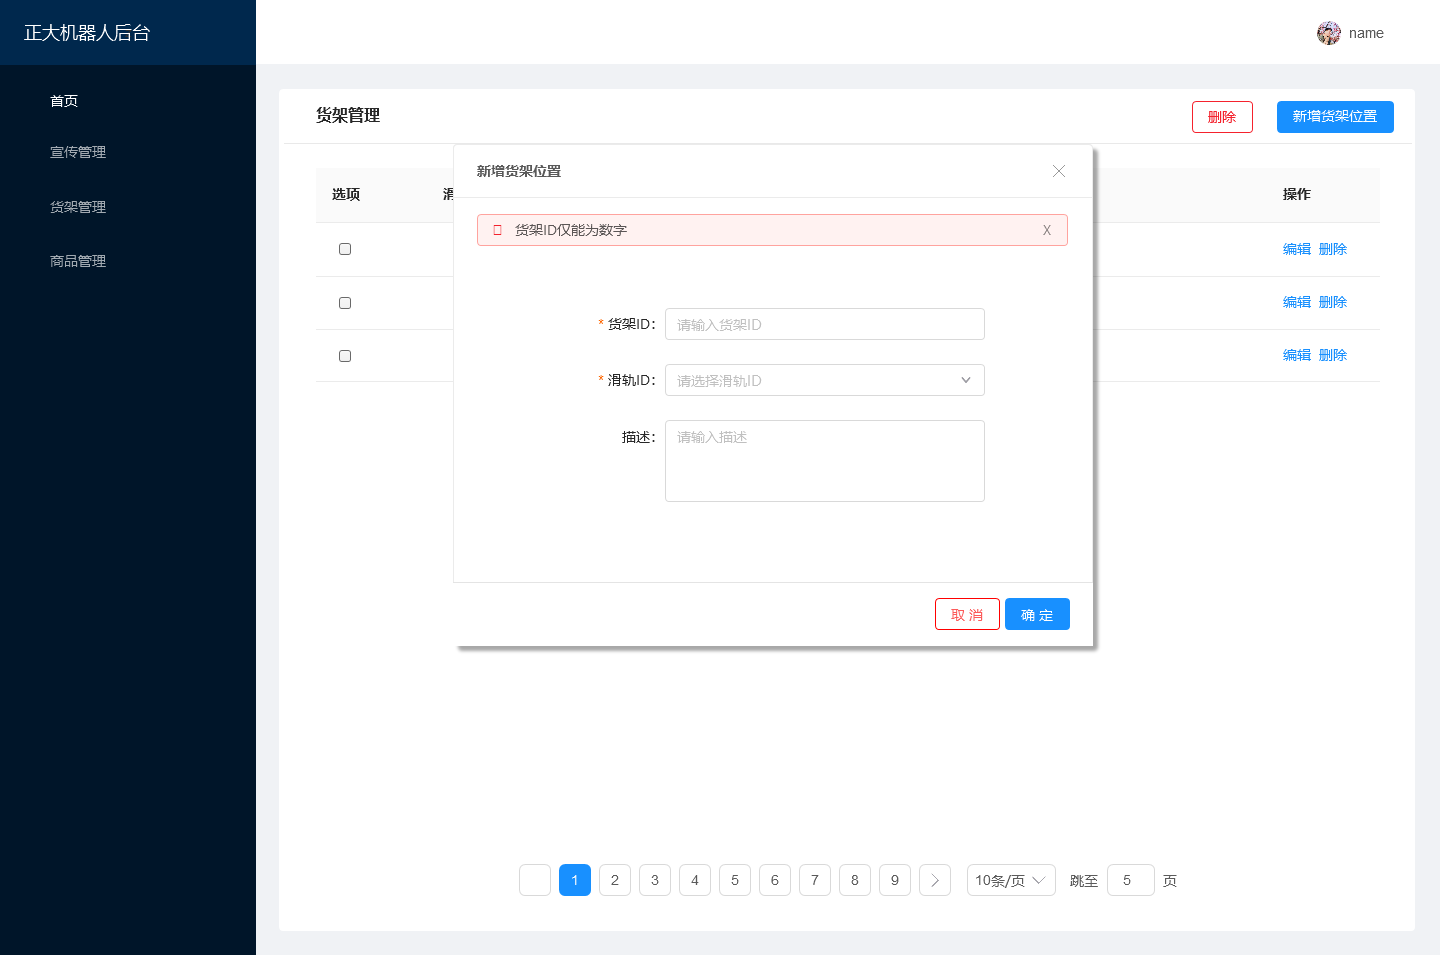 正大机器人后台
name
首页
宣传管理
货架管理
商品管理
货架管理
删除
新增货架位置
选项
操作
编辑 删除
编辑 删除
编辑 删除
新增货架位置
货架ID仅能为数字 X
* 货架ID： 请输入货架ID
* 滑轨ID： 请选择滑轨ID
描述： 请输入描述
取 消 确 定
1 2 3 4 5 6 7 8 9 10条/页 跳至 5 页